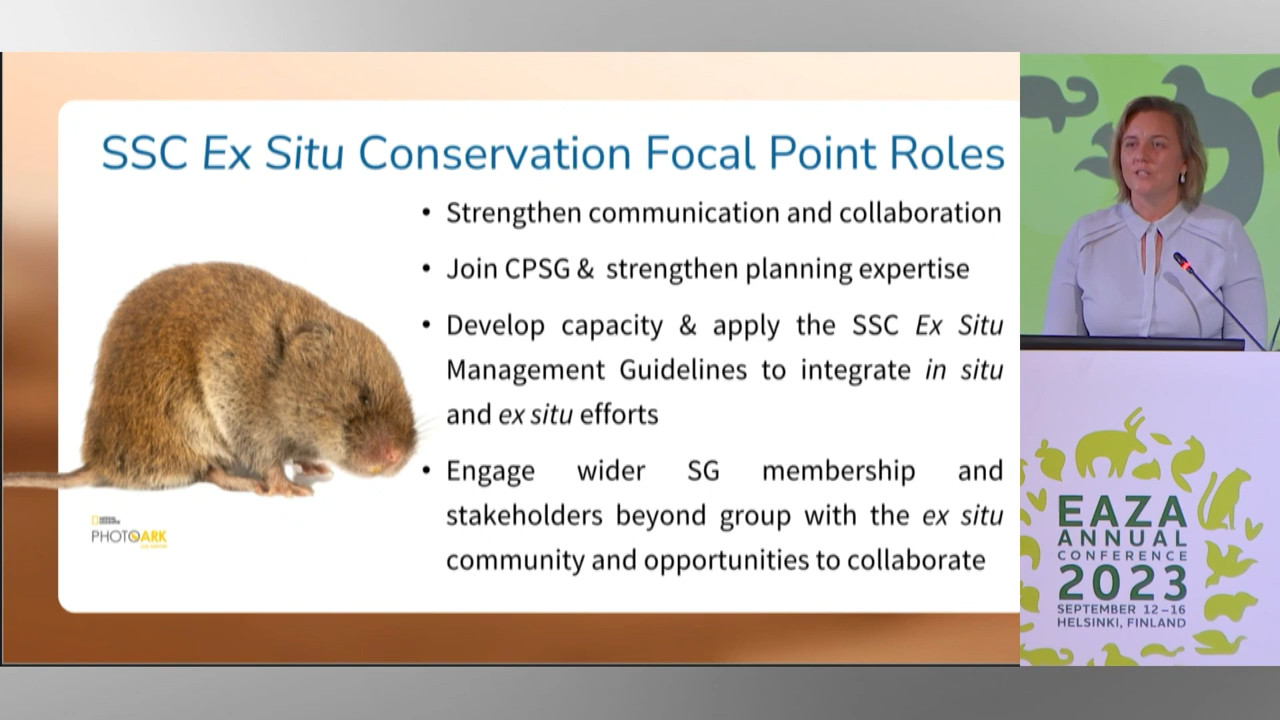 SSC Ex Situ Conservation Focal Point Roles
• Strengthen communication and collaboration
• Join CPSG & strengthen planning expertise
• Develop capacity & apply the SSC Ex Situ
Management Guidelines to integrate in situ
and ex situ efforts
• Engage wider SG membership and
stakeholders beyond group with the ex situ
community and opportunities to collaborate
PHOTOARK
EAZA
ANNUAL
CONFERENCE
2023
SEPTEMBER 12–16
HELSINKI, FINLAND